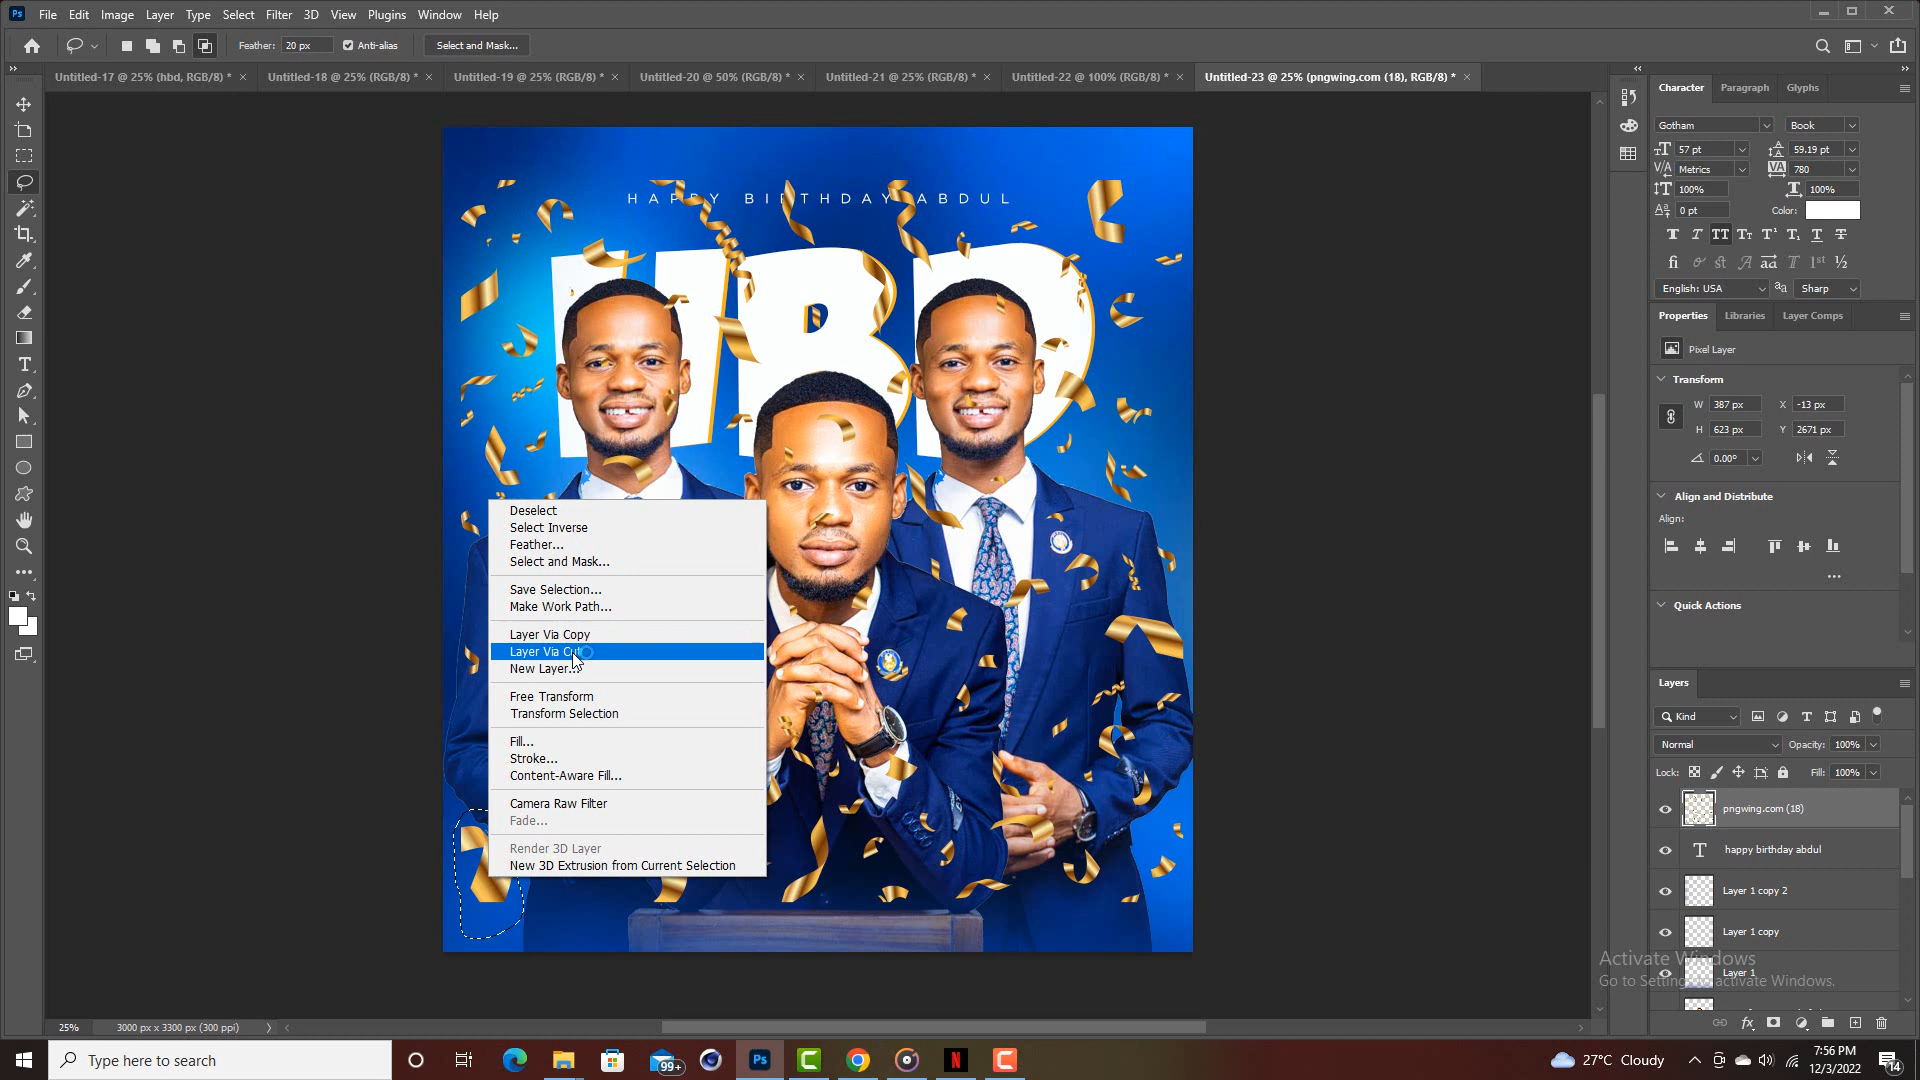 Ps File Edit Image Layer Type Select Filter 3D View Plugins Window Help
Feather: 20 px Anti-alias Select and Mask...
Untitled-17 @ 25% (hbd, RGB/8) * × Untitled-18 @ 25% (RGB/8) * × Untitled-19 @ 25% (RGB/8) * × Untitled-20 @ 50% (RGB/8) * × Untitled-21 @ 25% (RGB/8) * × Untitled-22 @ 100% (RGB/8) * × Untitled-23 @ 25% (pngwing.com (18), RGB/8) * ×
HAPPY BIRTHDAY ABDUL
HBD
Deselect
Select Inverse
Feather...
Select and Mask...
Save Selection...
Make Work Path...
Layer Via Copy
Layer Via Cut
New Layer...
Free Transform
Transform Selection
Fill...
Stroke...
Content-Aware Fill...
Camera Raw Filter
Fade...
Render 3D Layer
New 3D Extrusion from Current Selection
Character Paragraph Glyphs
Gotham Book
57 pt 59.19 pt
Metrics 780
100% 100%
0 pt Color:
English: USA Sharp
Properties Libraries Layer Comps
Pixel Layer
Transform
W 387 px X -13 px
H 623 px Y 2671 px
0.00°
Align and Distribute
Align:
Quick Actions
Layers
Kind
Normal Opacity: 100%
Lock: Fill: 100%
pngwing.com (18)
happy birthday abdul
Layer 1 copy 2
Layer 1 copy
Layer 1
Activate Windows
Go to Settings to activate Windows.
25% 3000 px x 3300 px (300 ppi)
Type here to search
99+
Ps
N
27°C Cloudy
7:56 PM
12/3/2022
14